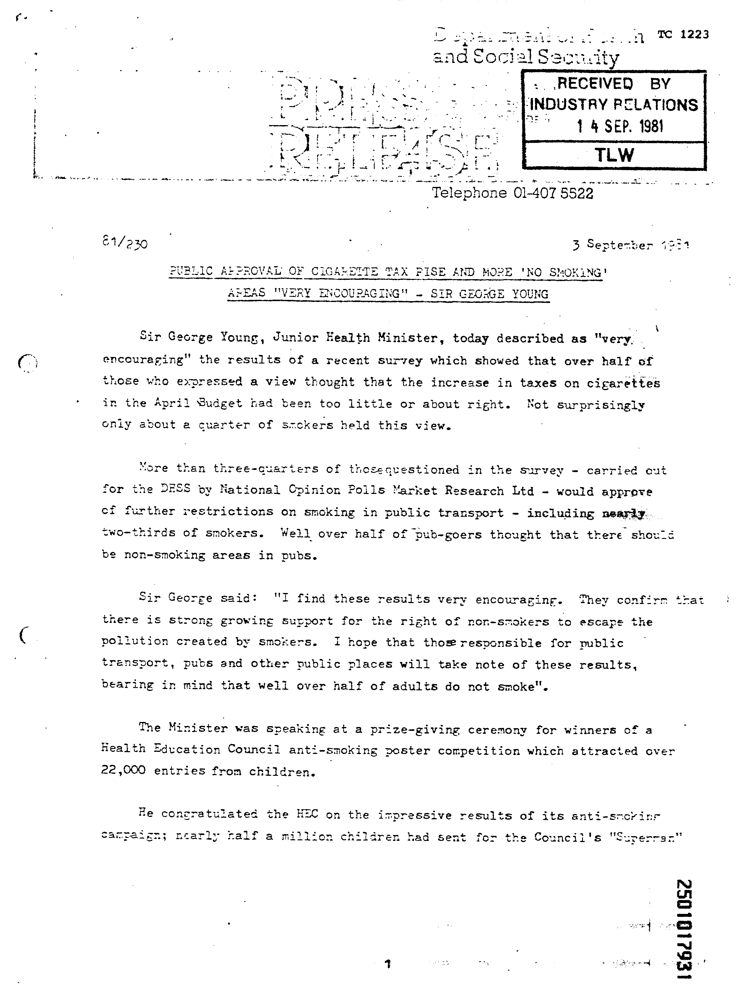 TC 1223
and Social Security
PRESS
RELEASE
RECEIVED BY
INDUSTRY RELATIONS
14 SEP. 1981
TLW
Telephone 01-407 5522
81/230
3 September 1981
PUBLIC APPROVAL OF CIGARETTE TAX RISE AND MORE 'NO SMOKING'
AREAS "VERY ENCOURAGING" - SIR GEORGE YOUNG
Sir George Young, Junior Health Minister, today described as "very
encouraging" the results of a recent survey which showed that over half of
those who expressed a view thought that the increase in taxes on cigarettes
in the April Budget had been too little or about right. Not surprisingly
only about a quarter of smokers held this view.
More than three-quarters of thosequestioned in the survey - carried out
for the DHSS by National Opinion Polls Market Research Ltd - would approve
of further restrictions on smoking in public transport - including nearly
two-thirds of smokers. Well over half of pub-goers thought that there should
be non-smoking areas in pubs.
Sir George said: "I find these results very encouraging. They confirm that
there is strong growing support for the right of non-smokers to escape the
pollution created by smokers. I hope that those responsible for public
transport, pubs and other public places will take note of these results,
bearing in mind that well over half of adults do not smoke".
The Minister was speaking at a prize-giving ceremony for winners of a
Health Education Council anti-smoking poster competition which attracted over
22,000 entries from children.
He congratulated the HEC on the impressive results of its anti-smoking
campaign; nearly half a million children had sent for the Council's "Superman"
1
2501017931